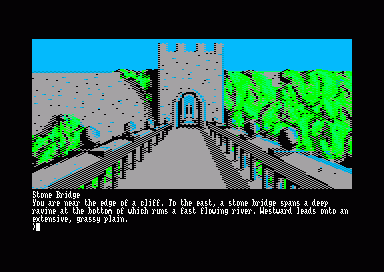 Stone Bridge
You are near the edge of a cliff. To the east, a stone bridge spans a deep
ravine at the bottom of which runs a fast flowing river. Westward leads onto an
extensive, grassy plain.
>